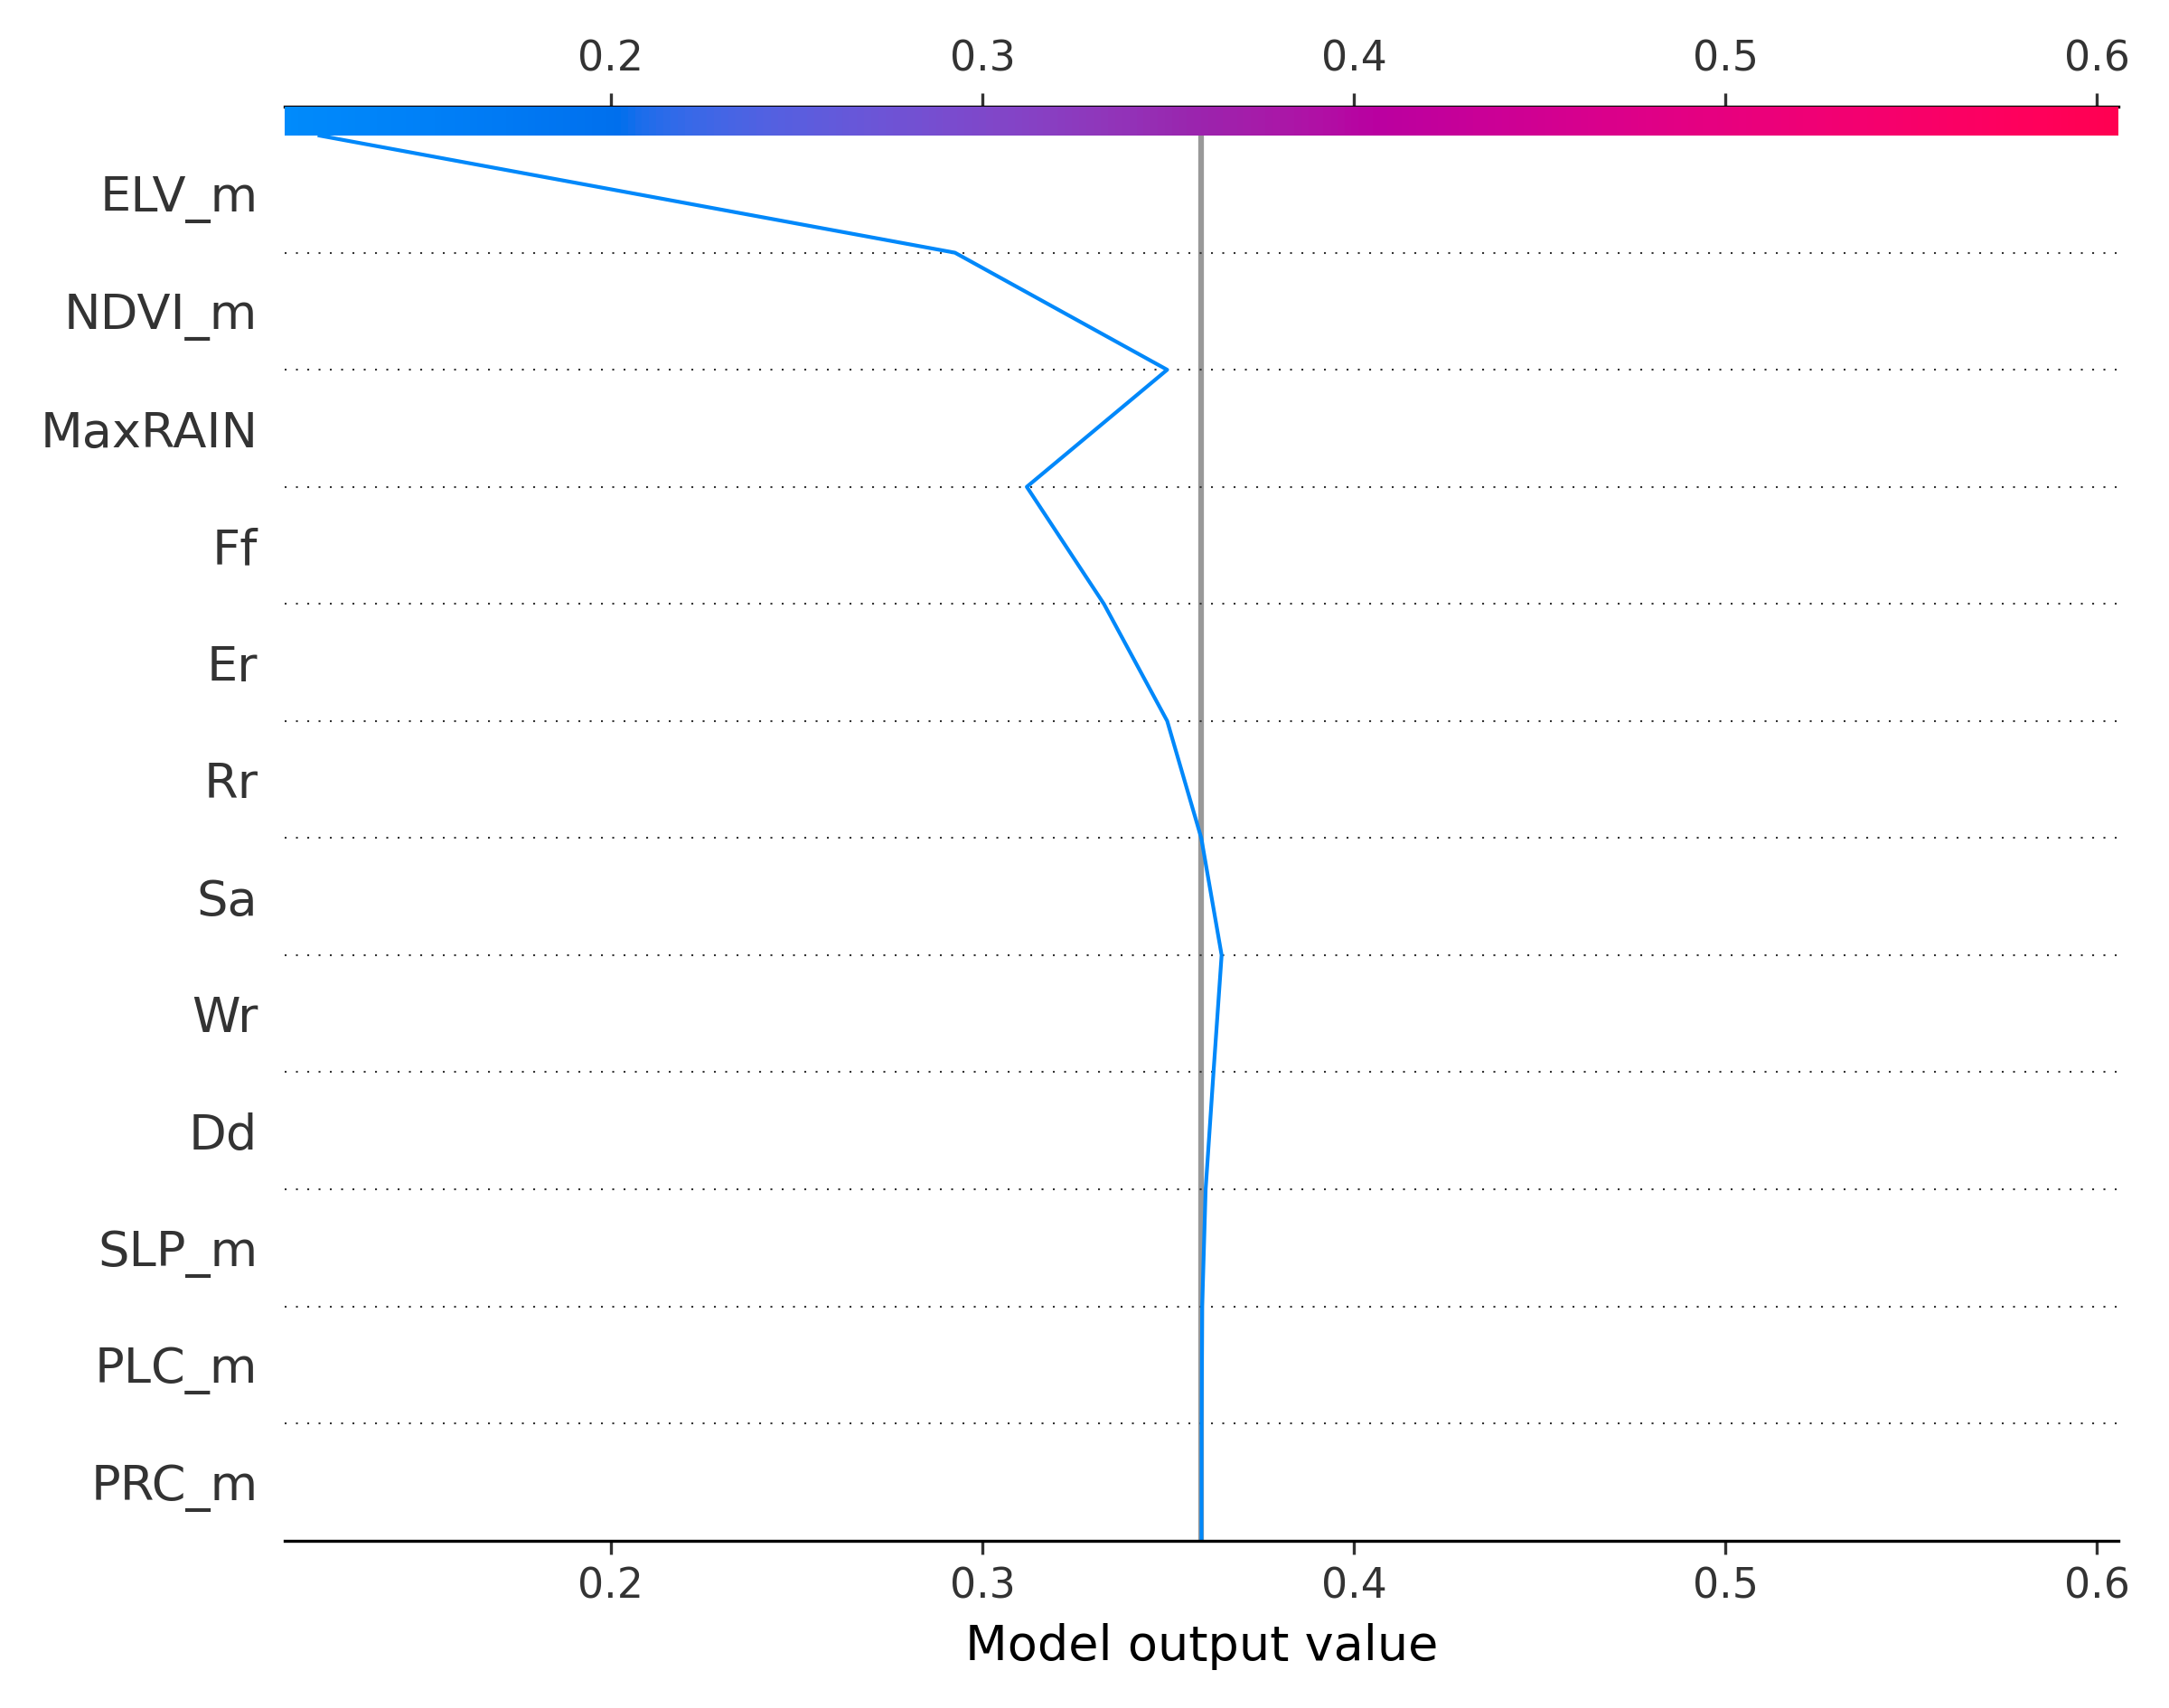 0.2 0.3 0.4 0.5 0.6
ELV_m
NDVI_m
MaxRAIN
Ff
Er
Rr
Sa
Wr
Dd
SLP_m
PLC_m
PRC_m
0.2 0.3 0.4 0.5 0.6
Model output value